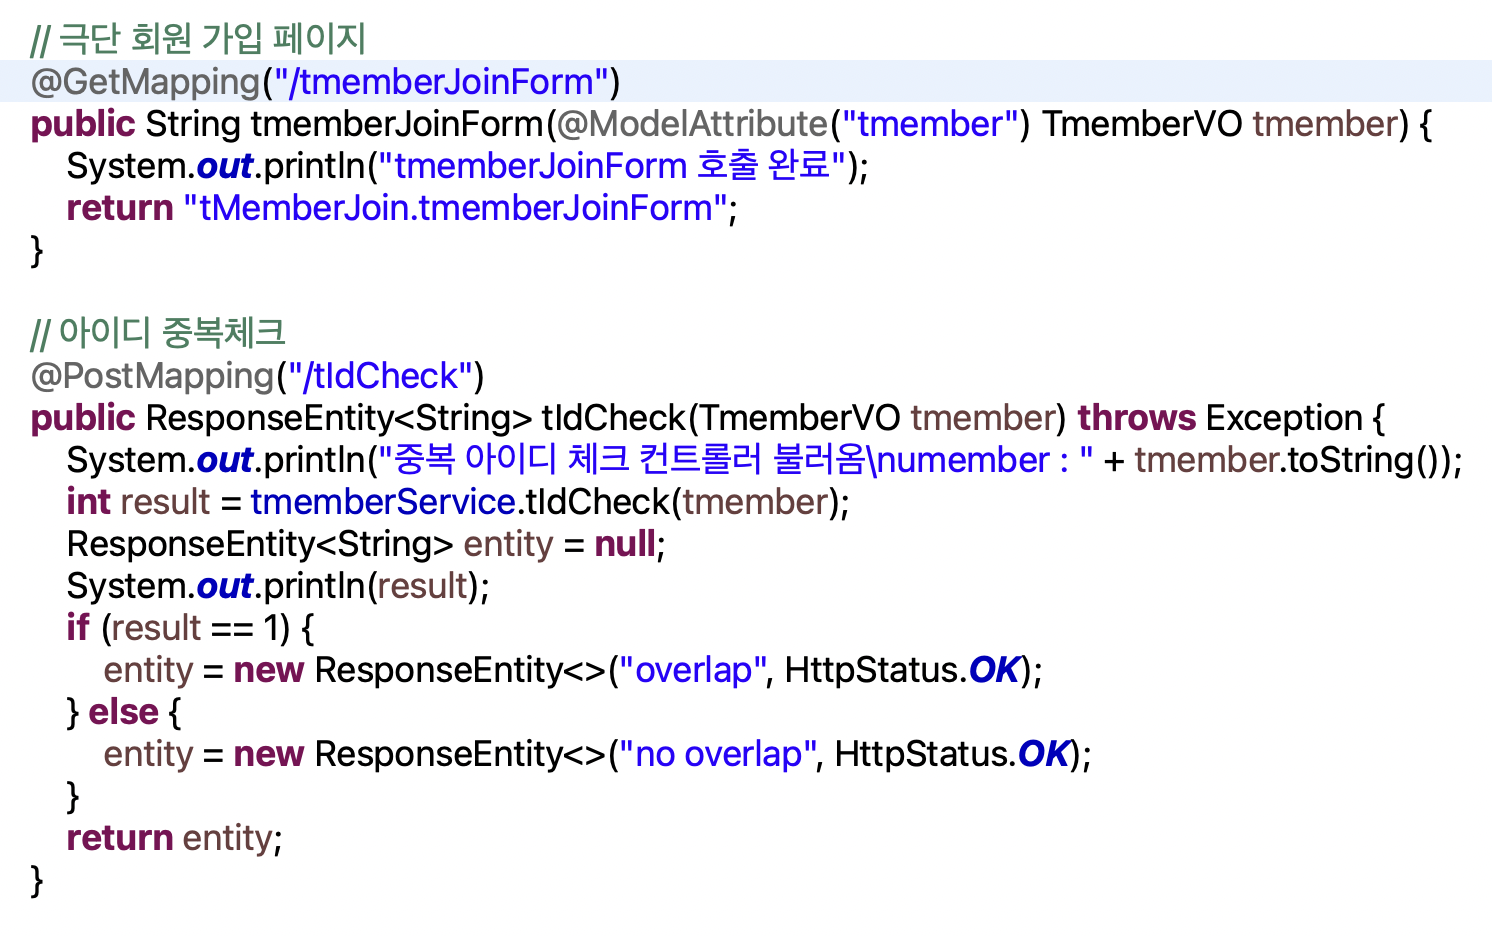 // 극단 회원 가입 페이지
@GetMapping("/tmemberJoinForm")
public String tmemberJoinForm(@ModelAttribute("tmember") TmemberVO tmember) {
System.out.println("tmemberJoinForm 호출 완료");
return "tMemberJoin.tmemberJoinForm";
}
// 아이디 중복체크
@PostMapping("/tIdCheck")
public ResponseEntity<String> tIdCheck(TmemberVO tmember) throws Exception {
System.out.println("중복 아이디 체크 컨트롤러 불러옴\numember : " + tmember.toString());
int result = tmemberService.tIdCheck(tmember);
ResponseEntity<String> entity = null;
System.out.println(result);
if (result == 1) {
entity = new ResponseEntity<>("overlap", HttpStatus.OK);
} else {
entity = new ResponseEntity<>("no overlap", HttpStatus.OK);
}
return entity;
}